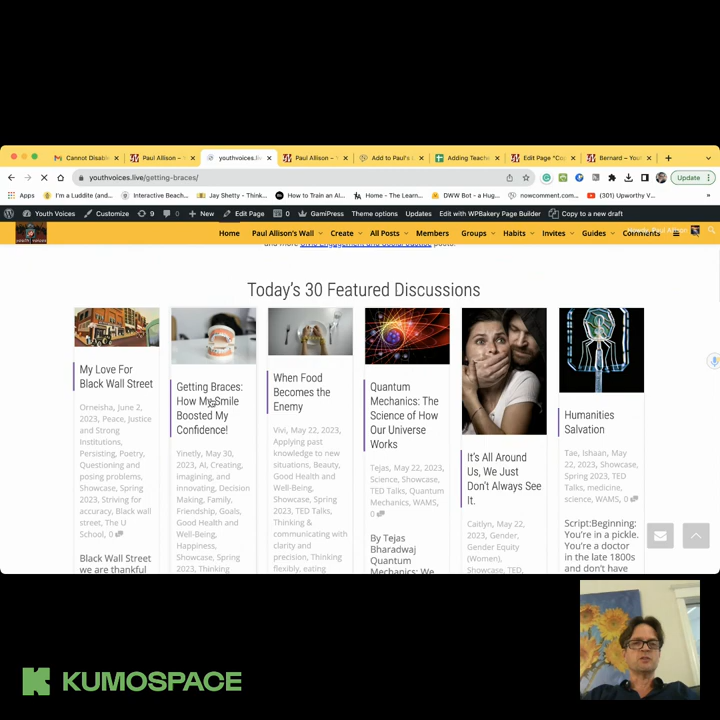 Cannot Disabl
Paul Allison – Y
youthvoices.liv
Paul Allison – Y
Add to Paul's L
Adding Teache
Edit Page "Cop
Bernard – Yout
youthvoices.live/getting-braces/
Update
Apps
I'm a Luddite (and...
Interactive Beach...
Jay Shetty - Think...
How to Train an AI...
Home - The Learn...
DWW Bot - a Hug...
nowcomment.com
(301) Upworthy V...
Youth Voices
Customize
9
0
New
Edit Page
0
GamiPress
Theme options
Updates
Edit with WPBakery Page Builder
Copy to a new draft
Home
Paul Allison's Wall
Create
All Posts
Members
Groups
Habits
Invites
Guides
Comments
and more Civic Engagement and Social Justice posts.
Today's 30 Featured Discussions
My Love For
Black Wall Street
Orneisha, June 2,
2023, Peace, Justice
and Strong
Institutions,
Persisting, Poetry,
Questioning and
posing problems,
Showcase, Spring
2023, Striving for
accuracy, Black wall
street, The U
School, 0
Black Wall Street
we are thankful
Getting Braces:
How My Smile
Boosted My
Confidence!
Yinetly, May 30,
2023, AI, Creating,
imagining, and
innovating, Decision
Making, Family,
Friendship, Goals,
Good Health and
Well-Being,
Happiness,
Showcase, Spring
2023, Thinking
When Food
Becomes the
Enemy
Vivi, May 22, 2023,
Applying past
knowledge to new
situations, Beauty,
Good Health and
Well-Being,
Showcase, Spring
2023, TED Talks,
Thinking &
communicating with
clarity and
precision, Thinking
flexibly, eating
Quantum
Mechanics: The
Science of How
Our Universe
Works
Tejas, May 22, 2023,
Science, Showcase,
TED Talks, Quantum
Mechanics, WAMS,
0
By Tejas
Bharadwaj
Quantum
Mechanics: We
It's All Around
Us, We Just
Don't Always See
It.
Caitlyn, May 22,
2023, Gender,
Gender Equity
(Women),
Showcase, TED,
Humanities
Salvation
Tae, Ishaan, May
22, 2023, Showcase,
Spring 2023, TED
Talks, medicine,
science, WAMS, 0
Script:Beginning:
You're in a pickle.
You're a doctor
in the late 1800s
and don't have
KUMOSPACE